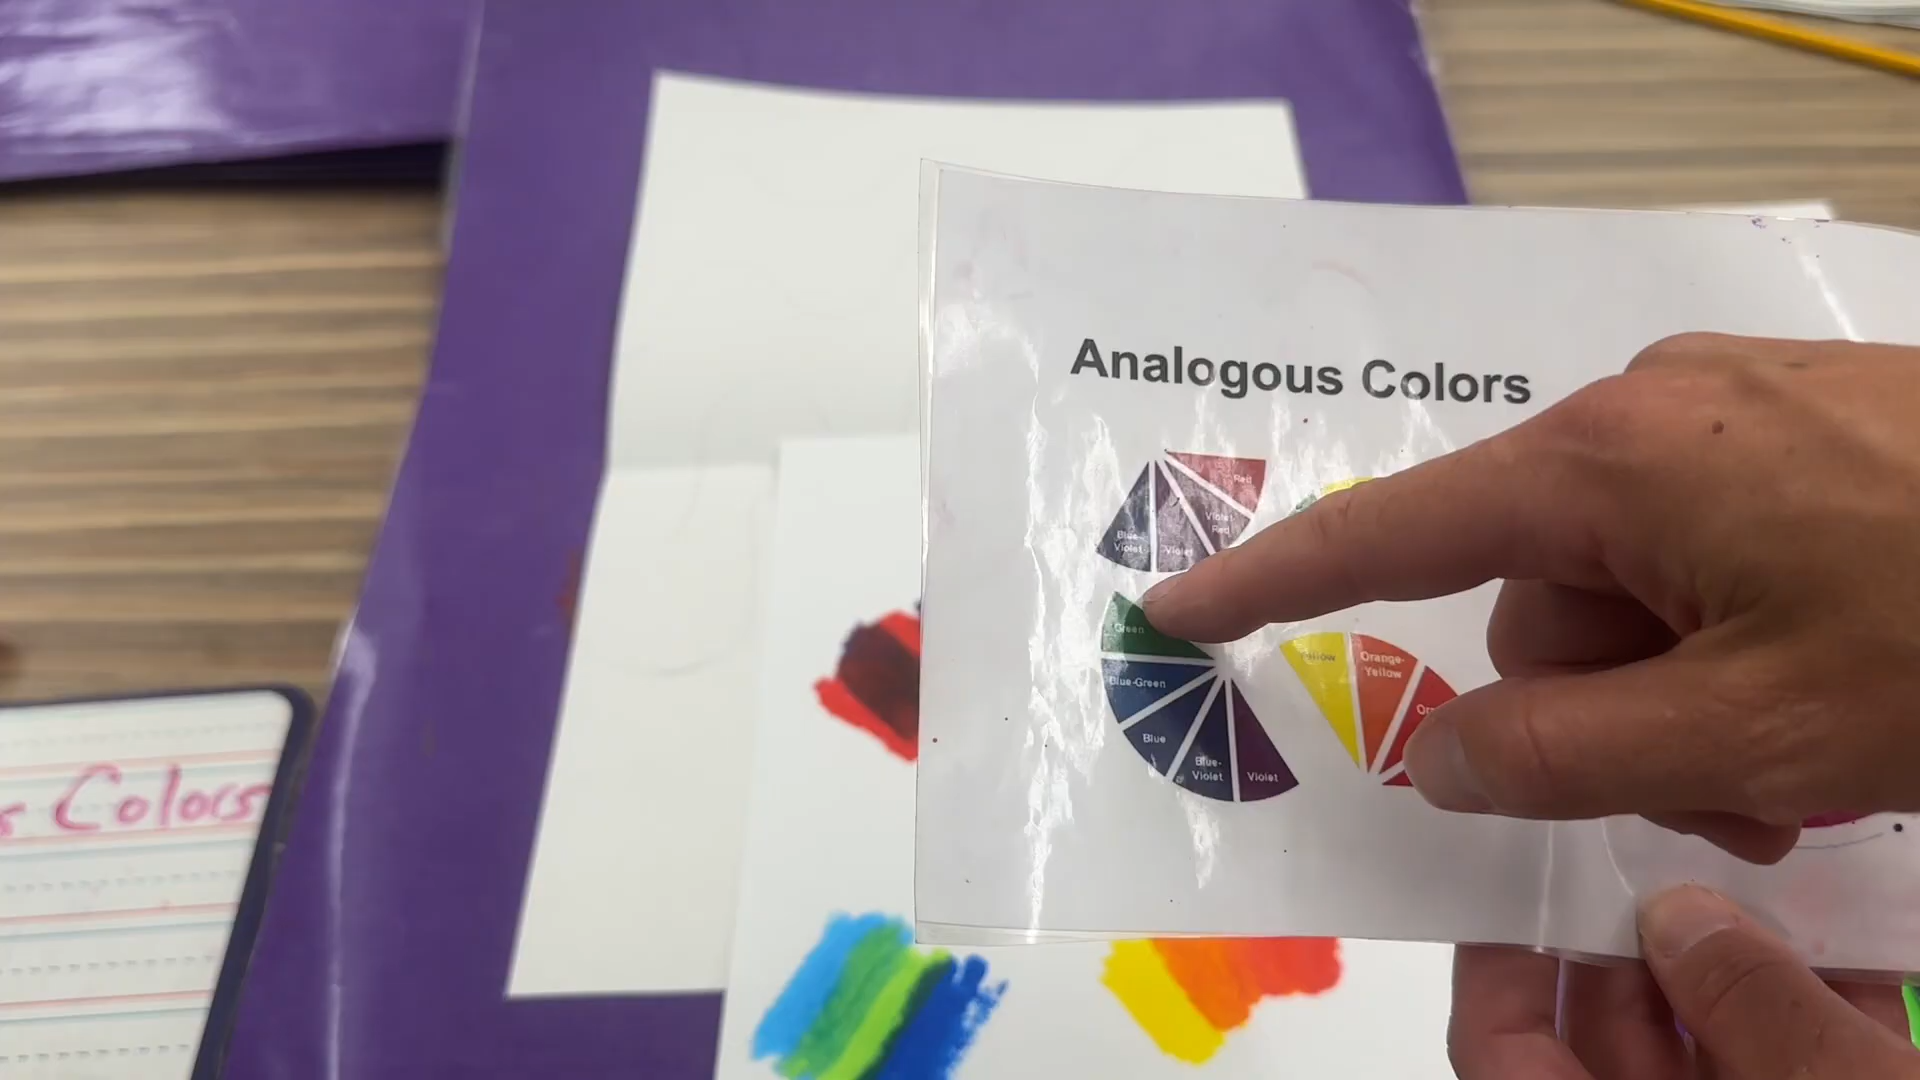 Analogous Colors
Red
Violet-
Red
Blue-
Violet
Violet
Green
Blue-Green
Blue
Blue-
Violet
Violet
Yellow
Orange-
Yellow
Colors